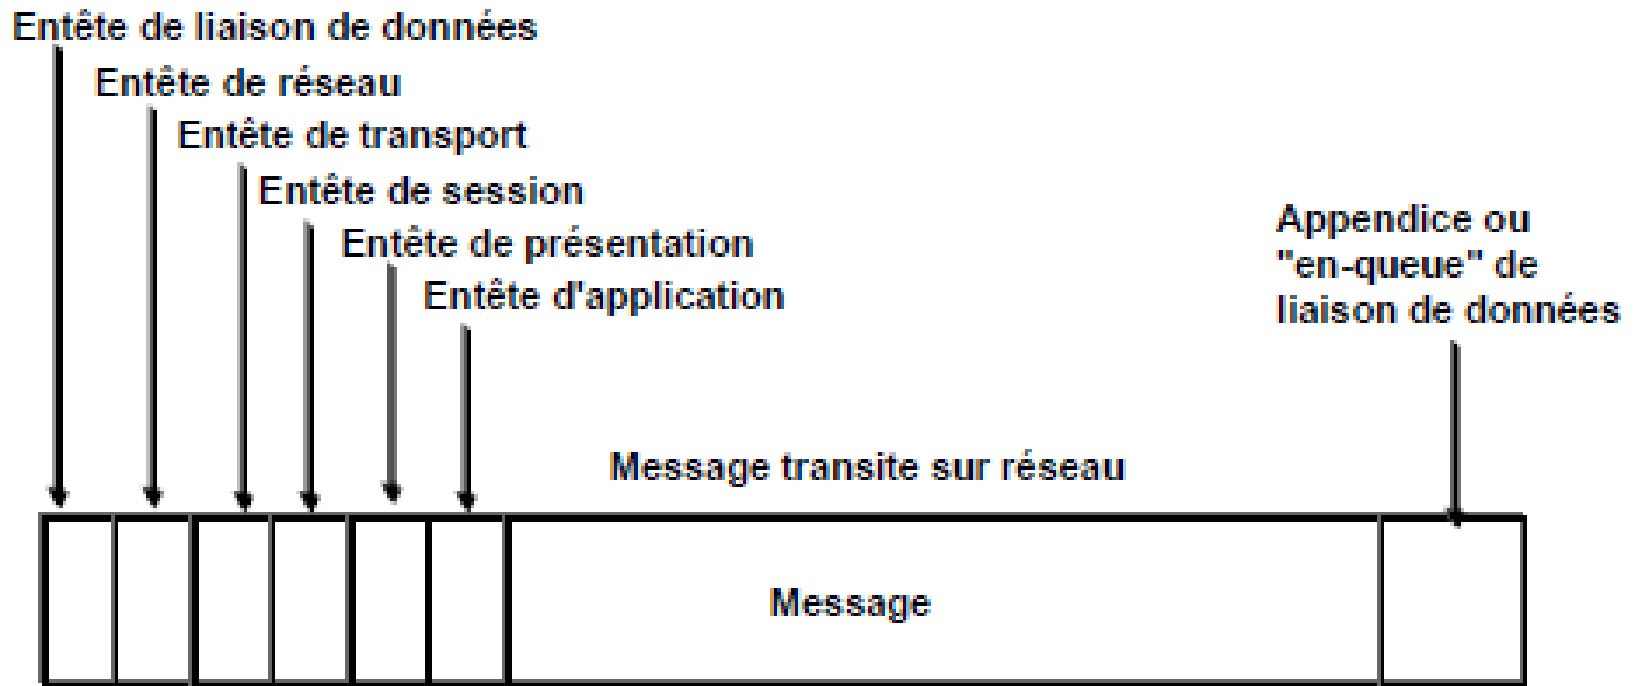 Entête de liaison de données
Entête de réseau
Entête de transport
Entête de session
Entête de présentation
Entête d'application
Appendice ou
"en-queue" de
liaison de données
Message transite sur réseau
Message